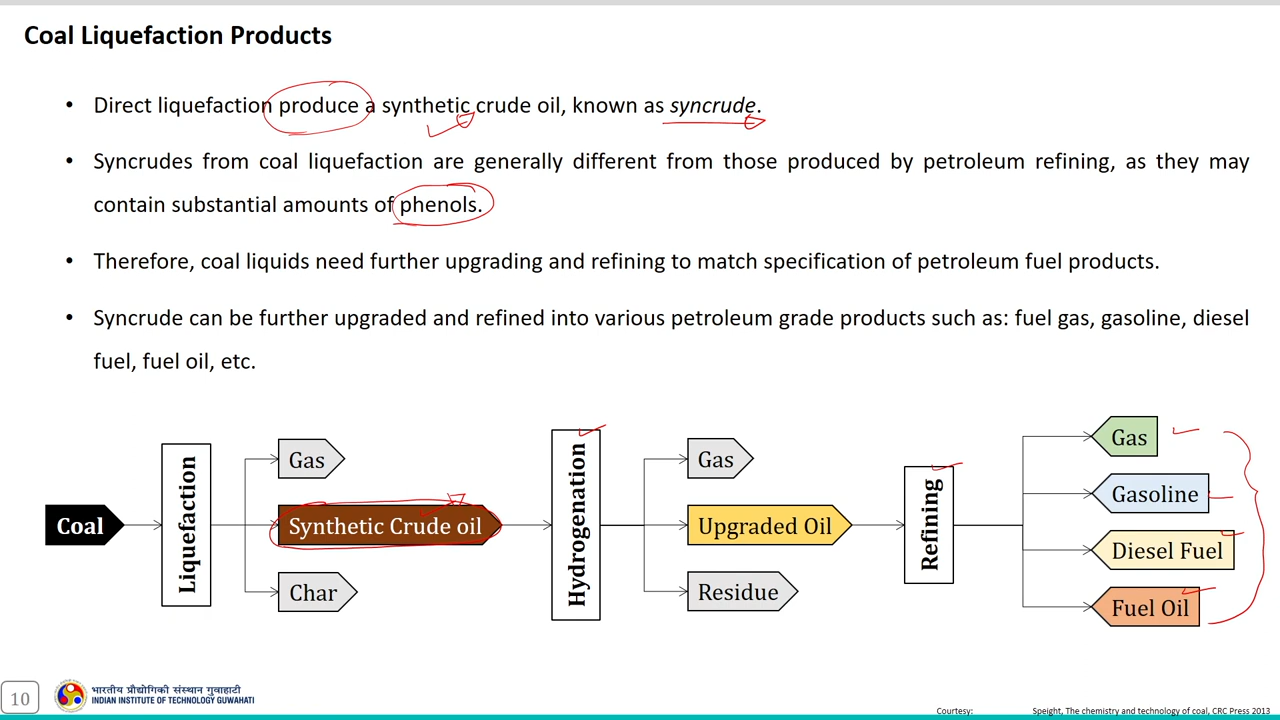 Coal Liquefaction Products
• Direct liquefaction produce a synthetic crude oil, known as syncrude.
• Syncrudes from coal liquefaction are generally different from those produced by petroleum refining, as they may
contain substantial amounts of phenols.
• Therefore, coal liquids need further upgrading and refining to match specification of petroleum fuel products.
• Syncrude can be further upgraded and refined into various petroleum grade products such as: fuel gas, gasoline, diesel
fuel, fuel oil, etc.
Coal
Liquefaction
Gas
Synthetic Crude oil
Char
Hydrogenation
Gas
Upgraded Oil
Residue
Refining
Gas
Gasoline
Diesel Fuel
Fuel Oil
10
भारतीय प्रौद्योगिकी संस्थान गुवाहाटी
INDIAN INSTITUTE OF TECHNOLOGY GUWAHATI
Courtesy: Speight, The chemistry and technology of coal, CRC Press 2013